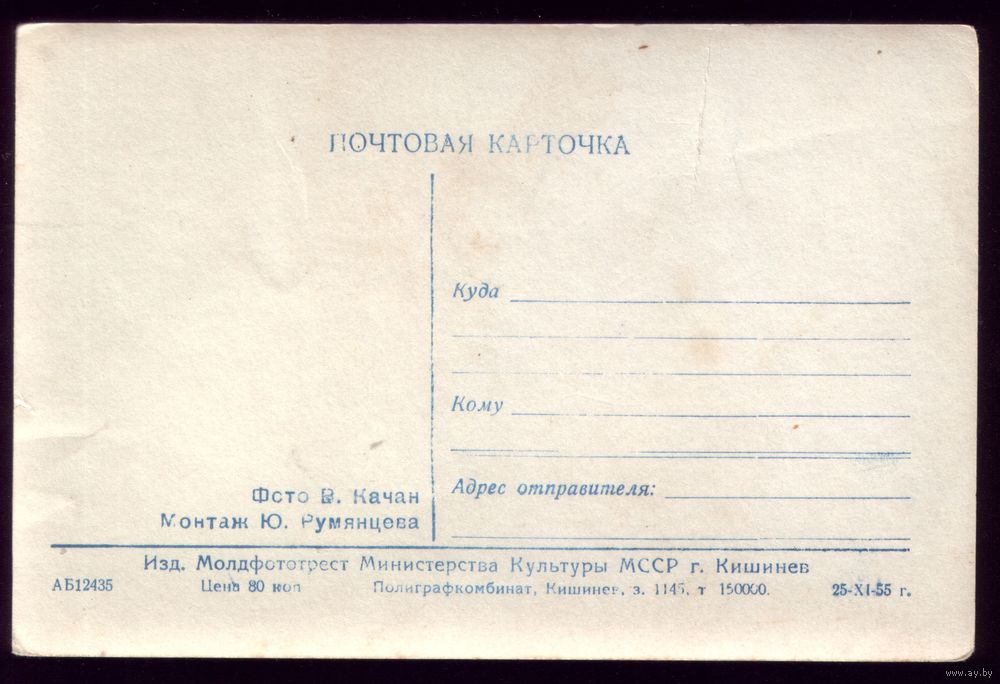 ПОЧТОВАЯ КАРТОЧКА
Куда
Кому
Адрес отправителя:
Фото В. Качан
Монтаж Ю. Румянцева
Изд. Молдфототрест Министерства Культуры МССР г. Кишинев
АБ12435 Цена 80 коп Полиграфкомбинат, Кишинев, з. 1145, т 150000. 25-XI-55 г.
www.ay.by